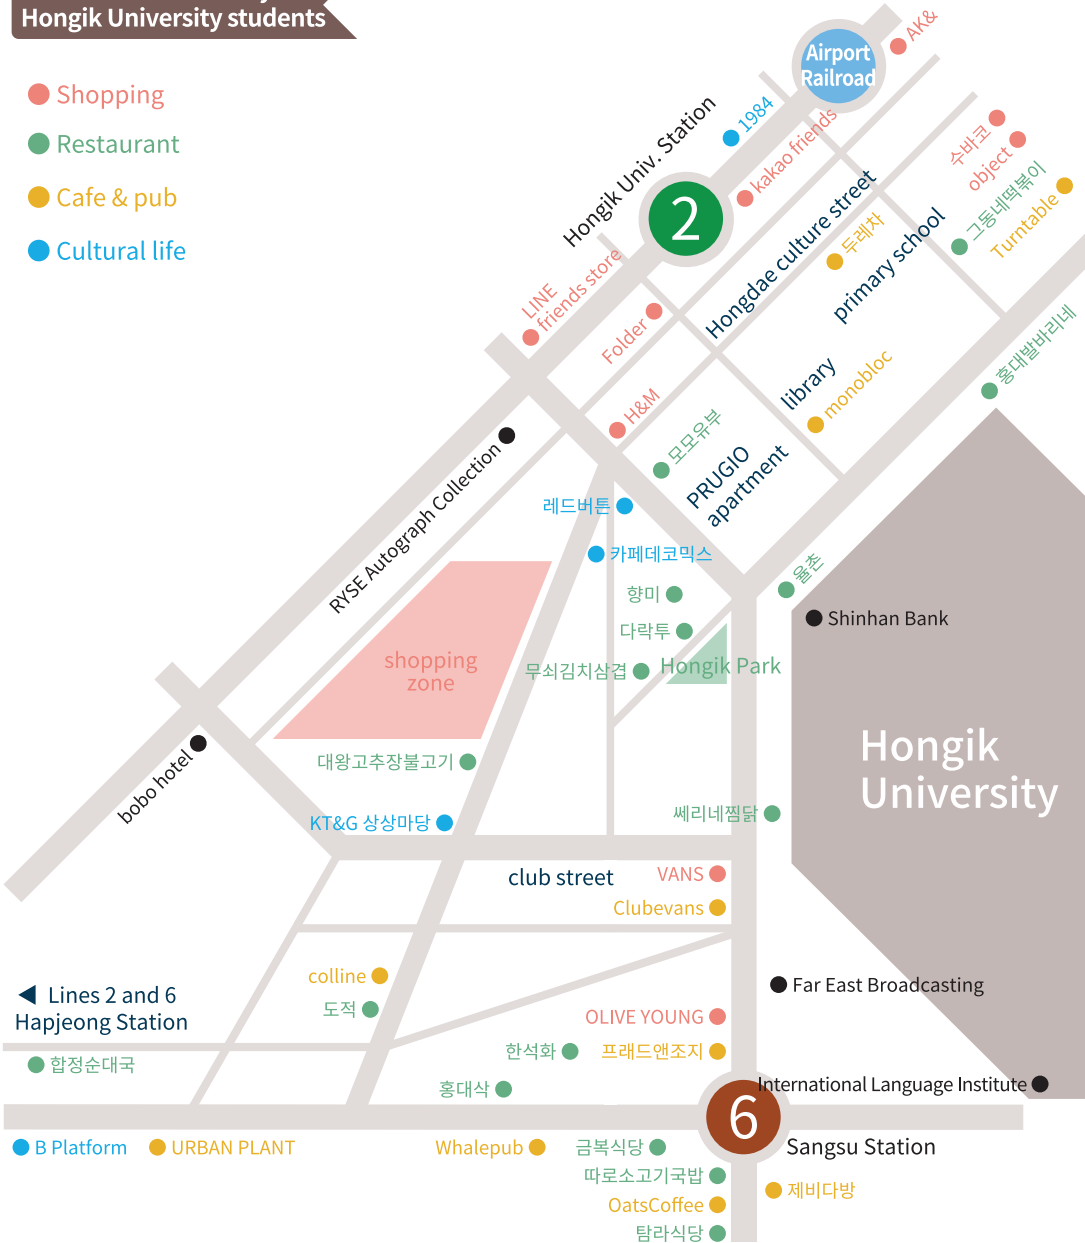 Hongik University students
Shopping
Restaurant
Cafe & pub
Cultural life
Airport
Railroad
AK&
1984
kakao friends
Hongik Univ. Station
2
수바코
object
그동네떡볶이
Turntable
두레차
Hongdae culture street
primary school
LINE
friends store
Folder
홍대발바리네
library
monobloc
H&M
모모유부
PRUGIO
apartment
RYSE Autograph Collection
레드버튼
카페데코믹스
향미
다락투
무쇠김치삼겹
Hongik Park
율촌
Shinhan Bank
shopping
zone
Hongik
University
bobo hotel
대왕고추장불고기
KT&G 상상마당
쎄리네찜닭
club street
VANS
Clubevans
colline
도적
Far East Broadcasting
Lines 2 and 6
Hapjeong Station
합정순대국
OLIVE YOUNG
한석화
프래드앤조지
홍대삭
International Language Institute
6
Sangsu Station
B Platform
URBAN PLANT
Whalepub
금복식당
따로소고기국밥
제비다방
OatsCoffee
탐라식당